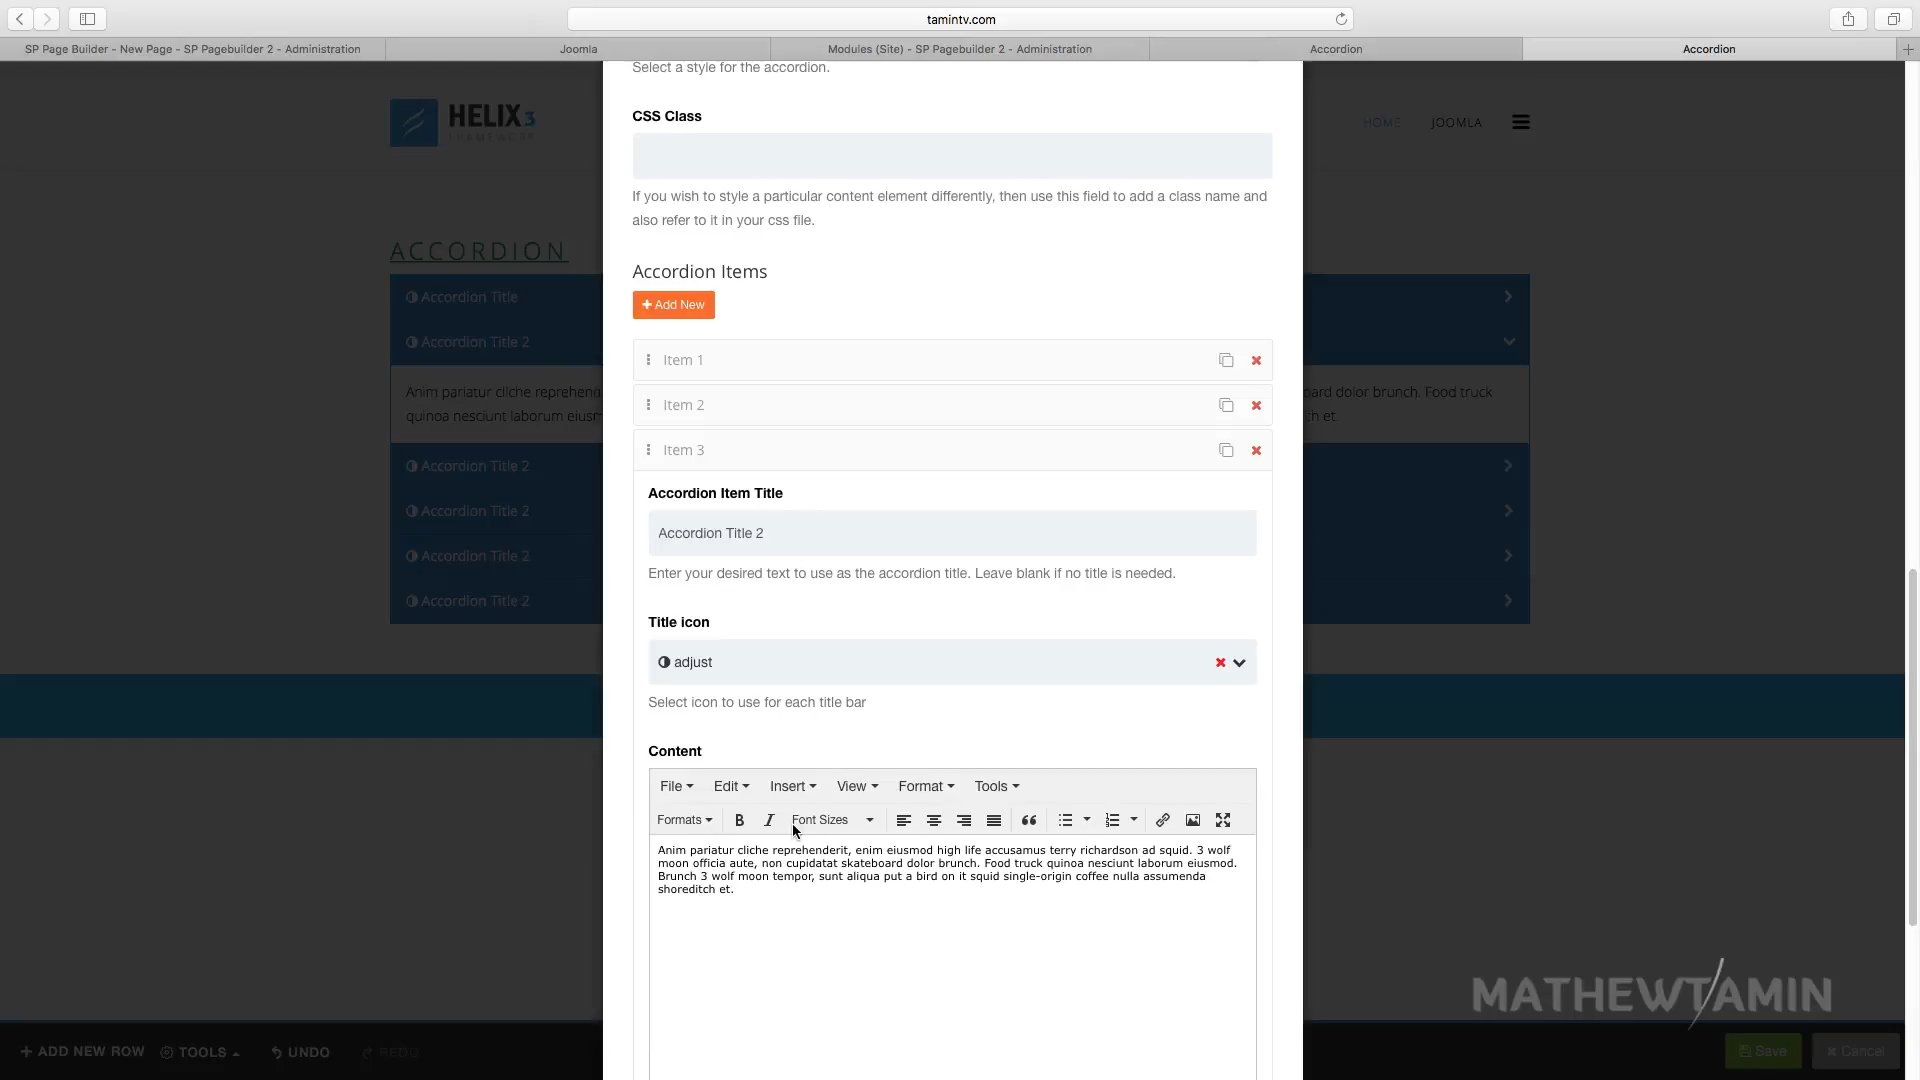 tamintv.com
SP Page Builder - New Page - SP Pagebuilder 2 - Administration
Joomla
Modules (Site) - SP Pagebuilder 2 - Administration
Accordion
Accordion
Select a style for the accordion.
HELIX3
FRAMEWORK
HOME
JOOMLA
CSS Class
If you wish to style a particular content element differently, then use this field to add a class name and
also refer to it in your css file.
ACCORDION
Accordion Title
Accordion Title 2
Anim pariatur cliche reprehend
oard dolor brunch. Food truck
quinoa nesciunt laborum eiusm
ch et.
Accordion Title 2
Accordion Title 2
Accordion Title 2
Accordion Title 2
Accordion Items
Add New
Item 1
Item 2
Item 3
Accordion Item Title
Accordion Title 2
Enter your desired text to use as the accordion title. Leave blank if no title is needed.
Title icon
adjust
Select icon to use for each title bar
Content
File Edit Insert View Format Tools
Formats B I Font Sizes
Anim pariatur cliche reprehenderit, enim eiusmod high life accusamus terry richardson ad squid. 3 wolf
moon officia aute, non cupidatat skateboard dolor brunch. Food truck quinoa nesciunt laborum eiusmod.
Brunch 3 wolf moon tempor, sunt aliqua put a bird on it squid single-origin coffee nulla assumenda
shoreditch et.
MATHEWTAMIN
ADD NEW ROW TOOLS UNDO REDO
Save Cancel